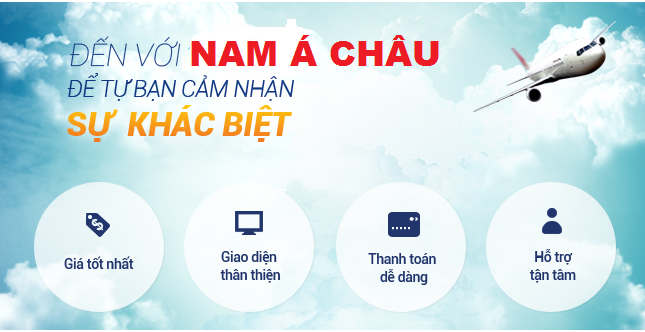 ĐẾN VỚI NAM Á CHÂU
ĐỂ TỰ BẠN CẢM NHẬN
SỰ KHÁC BIỆT
Giá tốt nhất
Giao diện
thân thiện
Thanh toán
dễ dàng
Hỗ trợ
tận tâm